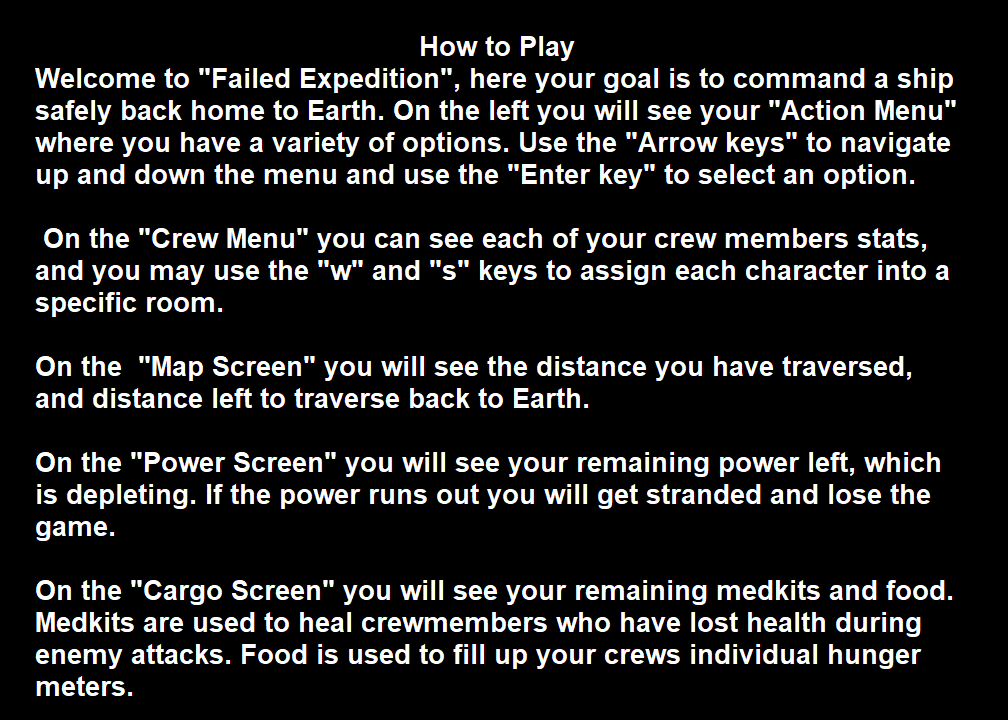 How to Play
Welcome to "Failed Expedition", here your goal is to command a ship
safely back home to Earth. On the left you will see your "Action Menu"
where you have a variety of options. Use the "Arrow keys" to navigate
up and down the menu and use the "Enter key" to select an option.
On the "Crew Menu" you can see each of your crew members stats,
and you may use the "w" and "s" keys to assign each character into a
specific room.
On the  "Map Screen" you will see the distance you have traversed,
and distance left to traverse back to Earth.
On the "Power Screen" you will see your remaining power left, which
is depleting. If the power runs out you will get stranded and lose the
game.
On the "Cargo Screen" you will see your remaining medkits and food.
Medkits are used to heal crewmembers who have lost health during
enemy attacks. Food is used to fill up your crews individual hunger
meters.